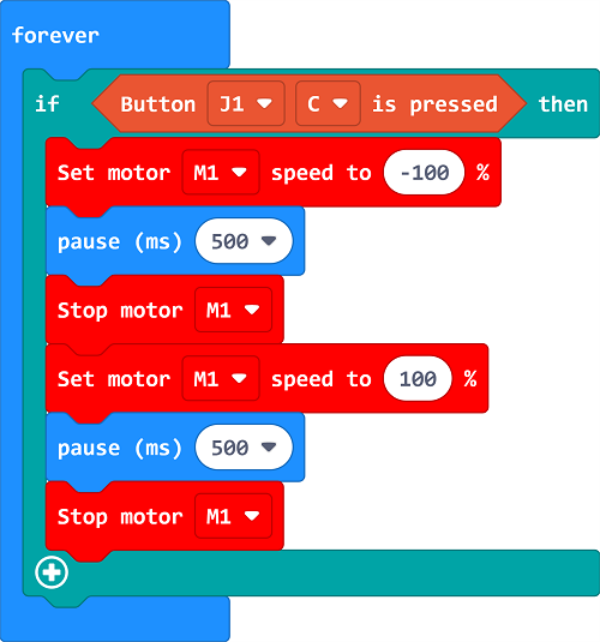 forever
if Button J1 C is pressed then
Set motor M1 speed to -100 %
pause (ms) 500
Stop motor M1
Set motor M1 speed to 100 %
pause (ms) 500
Stop motor M1